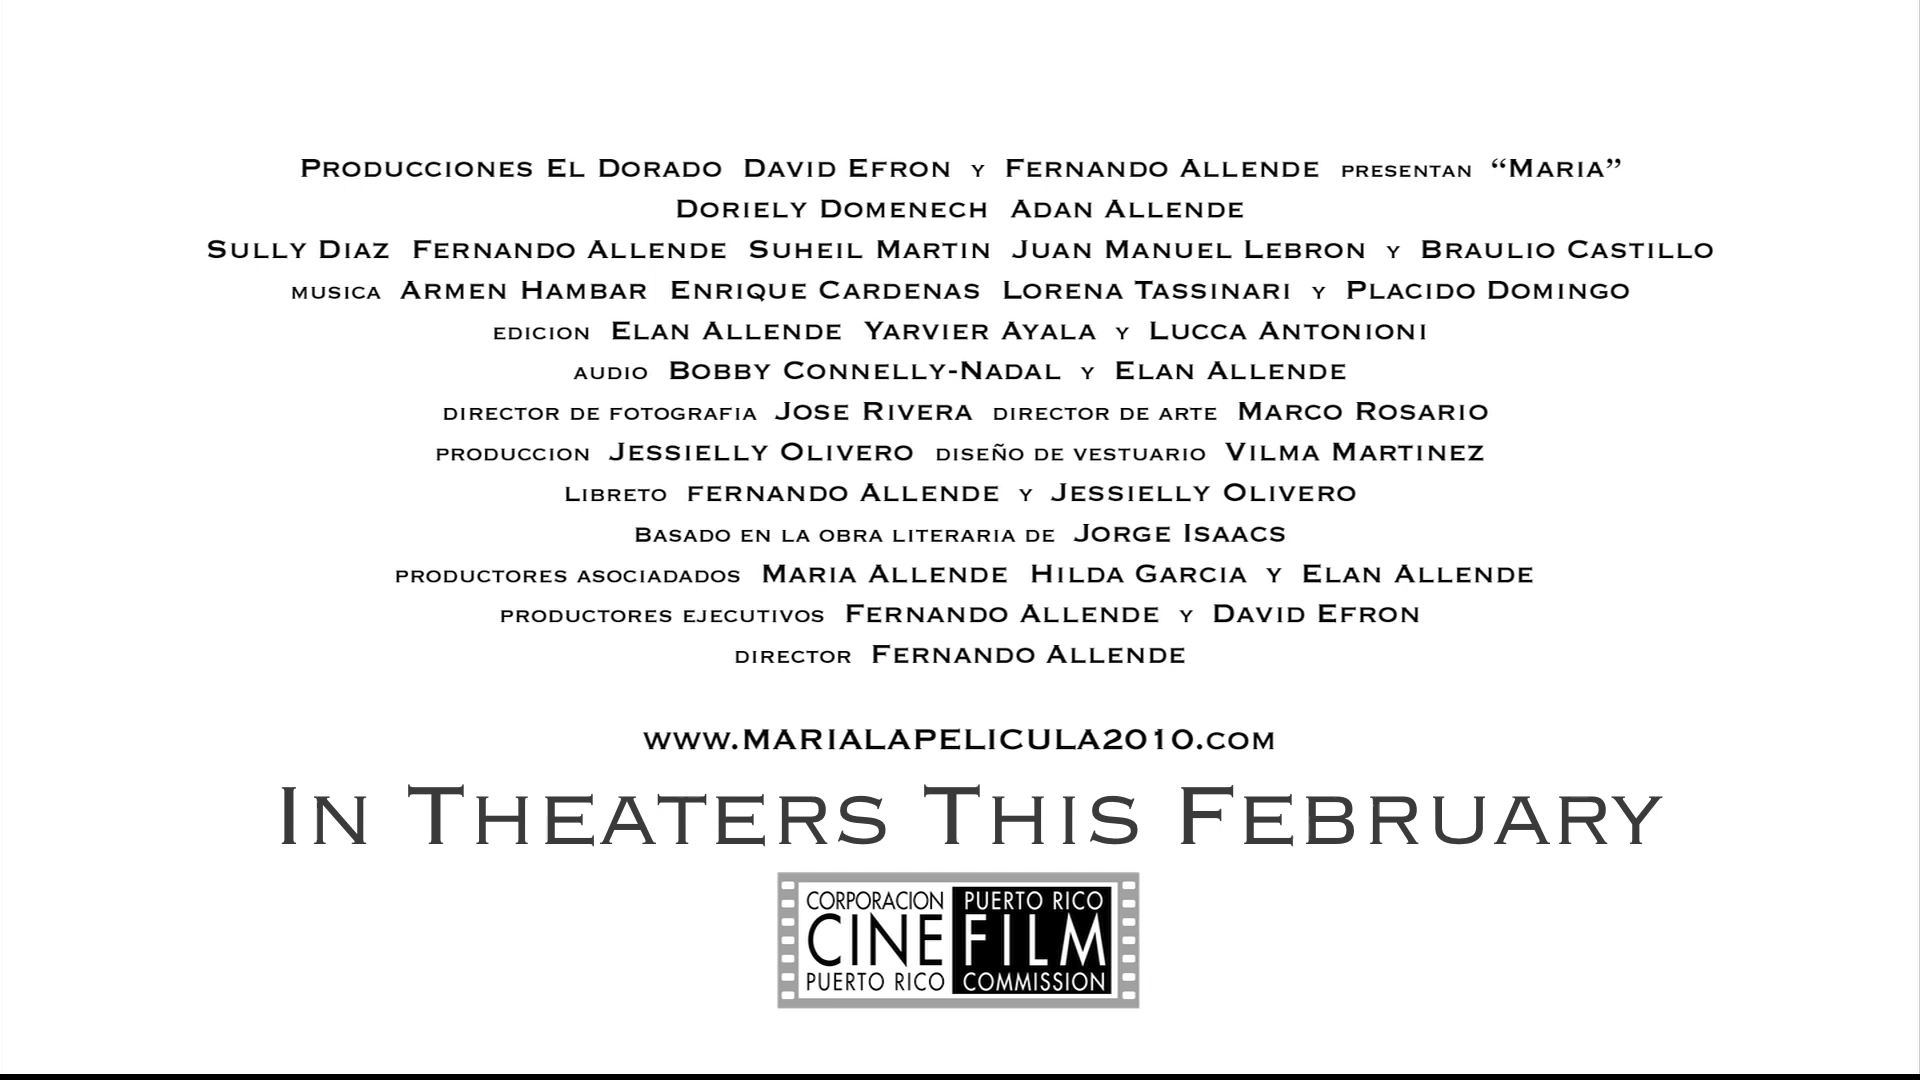 Producciones El Dorado David Efron y Fernando Allende presentan “Maria”
Doriely Domenech Adan Allende
Sully Diaz Fernando Allende Suheil Martin Juan Manuel Lebron y Braulio Castillo
musica Armen Hambar Enrique Cardenas Lorena Tassinari y Placido Domingo
edicion Elan Allende Yarvier Ayala y Lucca Antonioni
audio Bobby Connelly-Nadal y Elan Allende
director de fotografia Jose Rivera director de arte Marco Rosario
produccion Jessielly Olivero diseño de vestuario Vilma Martinez
Libreto Fernando Allende y Jessielly Olivero
Basado en la obra literaria de Jorge Isaacs
productores asociadados Maria Allende Hilda Garcia y Elan Allende
productores ejecutivos Fernando Allende y David Efron
director Fernando Allende
www.MARIALAPELICULA2010.com
In Theaters This February
CORPORACION PUERTO RICO
CINE FILM
PUERTO RICO COMMISSION